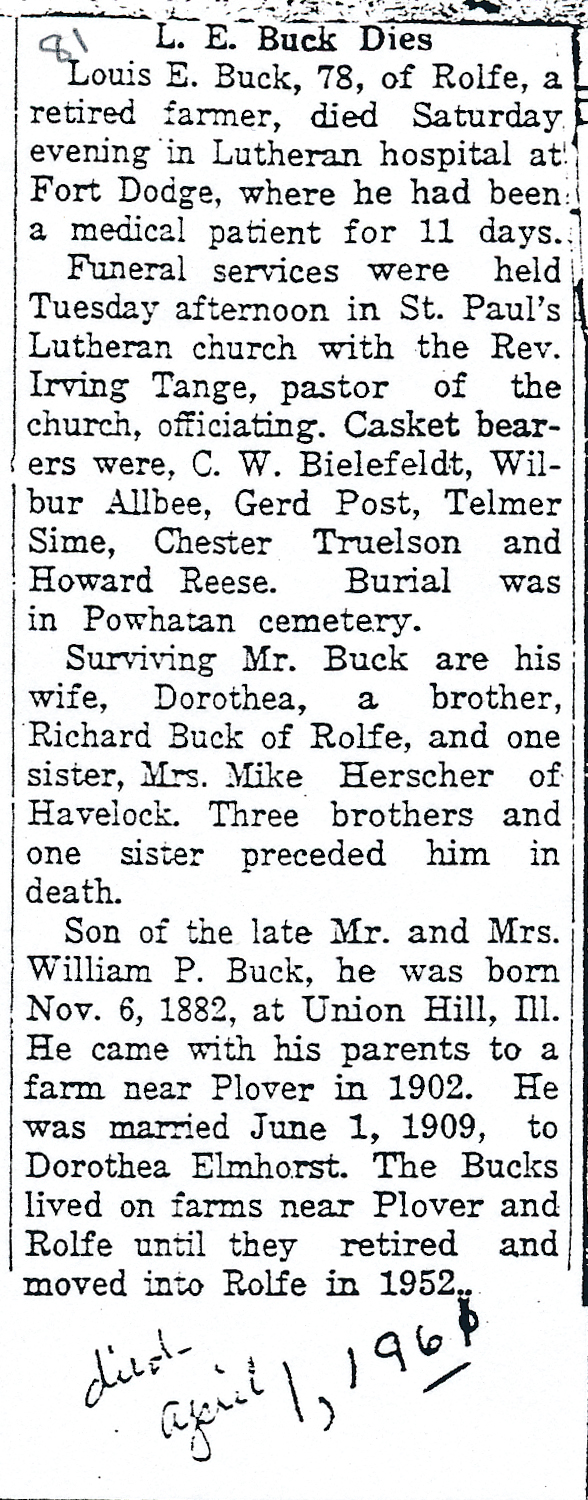 81
L. E. Buck Dies
Louis E. Buck, 78, of Rolfe, a
retired farmer, died Saturday
evening in Lutheran hospital at
Fort Dodge, where he had been
a medical patient for 11 days.
Funeral services were held
Tuesday afternoon in St. Paul's
Lutheran church with the Rev.
Irving Tange, pastor of the
church, officiating. Casket bear-
ers were, C. W. Bielefeldt, Wil-
bur Allbee, Gerd Post, Telmer
Sime, Chester Truelson and
Howard Reese. Burial was
in Powhatan cemetery.
Surviving Mr. Buck are his
wife, Dorothea, a brother,
Richard Buck of Rolfe, and one
sister, Mrs. Mike Herscher of
Havelock. Three brothers and
one sister preceded him in
death.
Son of the late Mr. and Mrs.
William P. Buck, he was born
Nov. 6, 1882, at Union Hill, Ill.
He came with his parents to a
farm near Plover in 1902. He
was married June 1, 1909, to
Dorothea Elmhorst. The Bucks
lived on farms near Plover and
Rolfe until they retired and
moved into Rolfe in 1952..
died
april 1, 1961